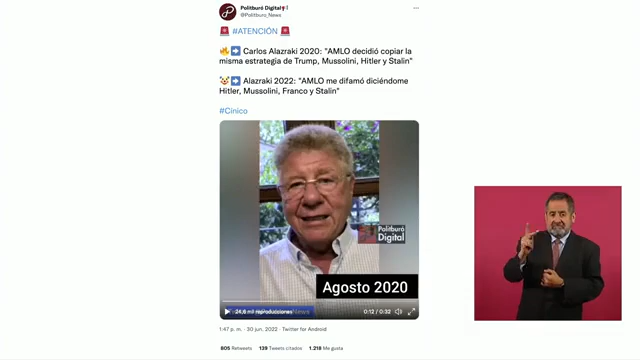 Politburó Digital
@Politburo_News
#ATENCIÓN
Carlos Alazraki 2020: "AMLO decidió copiar la
misma estrategia de Trump, Mussolini, Hitler y Stalin"
Alazraki 2022: "AMLO me difamó diciéndome
Hitler, Mussolini, Franco y Stalin"
#Cínico
Politburó
Digital
Agosto 2020
24,6 mil reproducciones
News
0:12 / 0:32
1:47 p. m. · 30 jun. 2022 · Twitter for Android
805 Retweets 139 Tweets citados 1.218 Me gusta